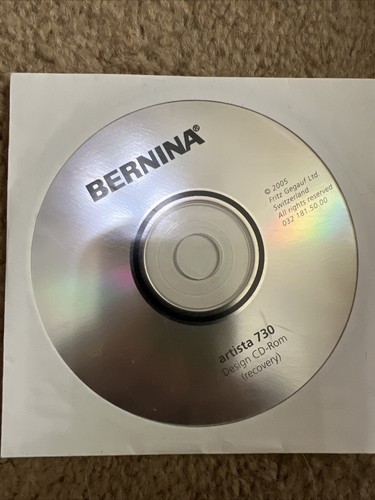 BERNINA®
© 2005
Fritz Gegauf Ltd
Switzerland
All rights reserved
032 181.50.00
artista 730
Design CD-Rom
(recovery)